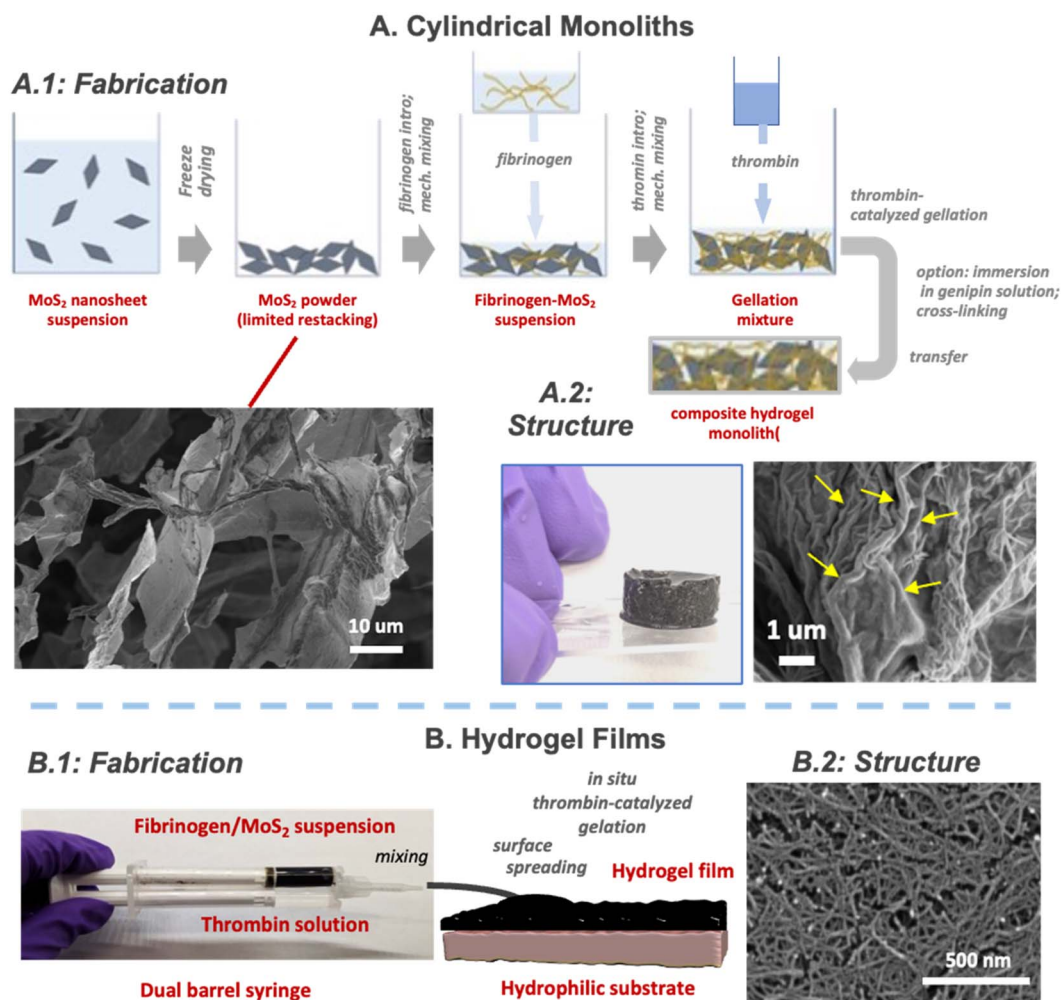 A. Cylindrical Monoliths
A.1: Fabrication
Freeze
drying
fibrinogen intro;
mech. mixing
fibrinogen
thrombin intro;
mech. mixing
thrombin
thrombin-
catalyzed gellation
option: immersion
in genipin solution;
cross-linking
transfer
MoS₂ nanosheet
suspension
MoS₂ powder
(limited restacking)
Fibrinogen-MoS₂
suspension
Gellation
mixture
composite hydrogel
monolith(
A.2:
Structure
10 um
1 um
B. Hydrogel Films
B.1: Fabrication
Fibrinogen/MoS₂ suspension
mixing
Thrombin solution
Dual barrel syringe
in situ
thrombin-catalyzed
gelation
surface
spreading
Hydrogel film
Hydrophilic substrate
B.2: Structure
500 nm